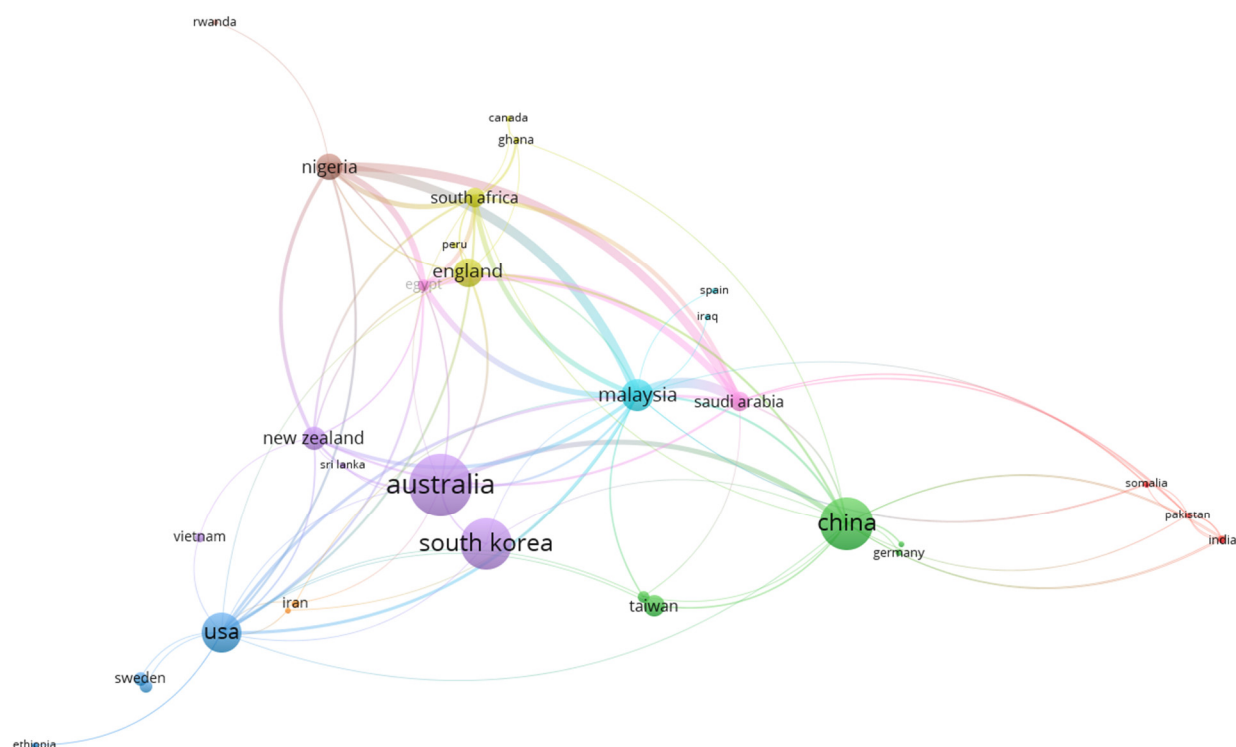 rwanda
canada
ghana
nigeria
south africa
peru
england
egypt
spain
iraq
malaysia
saudi arabia
new zealand
sri lanka
australia
somalia
pakistan
china
vietnam
south korea
india
germany
iran
taiwan
usa
sweden
ethiopia